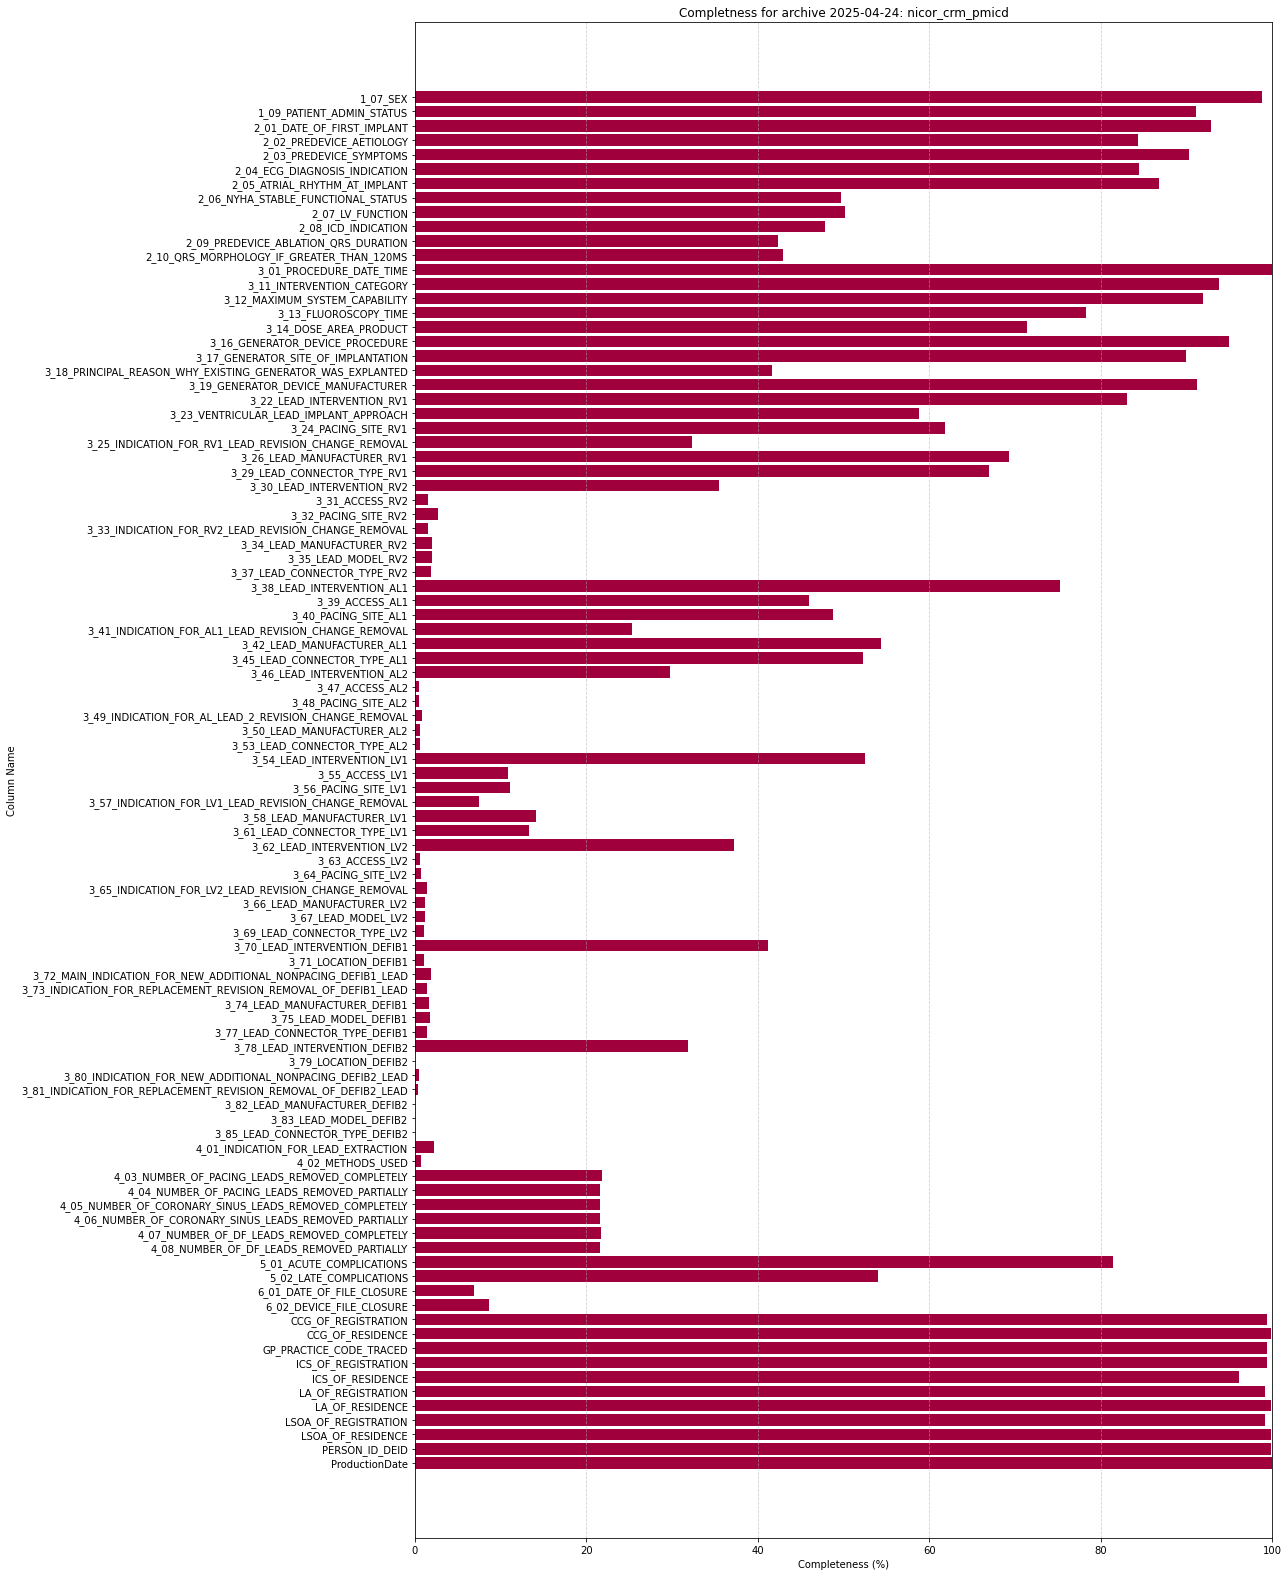 Completness for archive 2025-04-24: nicor_crm_pmicd
1_07_SEX
1_09_PATIENT_ADMIN_STATUS
2_01_DATE_OF_FIRST_IMPLANT
2_02_PREDEVICE_AETIOLOGY
2_03_PREDEVICE_SYMPTOMS
2_04_ECG_DIAGNOSIS_INDICATION
2_05_ATRIAL_RHYTHM_AT_IMPLANT
2_06_NYHA_STABLE_FUNCTIONAL_STATUS
2_07_LV_FUNCTION
2_08_ICD_INDICATION
2_09_PREDEVICE_ABLATION_QRS_DURATION
2_10_QRS_MORPHOLOGY_IF_GREATER_THAN_120MS
3_01_PROCEDURE_DATE_TIME
3_11_INTERVENTION_CATEGORY
3_12_MAXIMUM_SYSTEM_CAPABILITY
3_13_FLUOROSCOPY_TIME
3_14_DOSE_AREA_PRODUCT
3_16_GENERATOR_DEVICE_PROCEDURE
3_17_GENERATOR_SITE_OF_IMPLANTATION
3_18_PRINCIPAL_REASON_WHY_EXISTING_GENERATOR_WAS_EXPLANTED
3_19_GENERATOR_DEVICE_MANUFACTURER
3_22_LEAD_INTERVENTION_RV1
3_23_VENTRICULAR_LEAD_IMPLANT_APPROACH
3_24_PACING_SITE_RV1
3_25_INDICATION_FOR_RV1_LEAD_REVISION_CHANGE_REMOVAL
3_26_LEAD_MANUFACTURER_RV1
3_29_LEAD_CONNECTOR_TYPE_RV1
3_30_LEAD_INTERVENTION_RV2
3_31_ACCESS_RV2
3_32_PACING_SITE_RV2
3_33_INDICATION_FOR_RV2_LEAD_REVISION_CHANGE_REMOVAL
3_34_LEAD_MANUFACTURER_RV2
3_35_LEAD_MODEL_RV2
3_37_LEAD_CONNECTOR_TYPE_RV2
3_38_LEAD_INTERVENTION_AL1
3_39_ACCESS_AL1
3_40_PACING_SITE_AL1
3_41_INDICATION_FOR_AL1_LEAD_REVISION_CHANGE_REMOVAL
3_42_LEAD_MANUFACTURER_AL1
3_45_LEAD_CONNECTOR_TYPE_AL1
3_46_LEAD_INTERVENTION_AL2
3_47_ACCESS_AL2
3_48_PACING_SITE_AL2
3_49_INDICATION_FOR_AL_LEAD_2_REVISION_CHANGE_REMOVAL
3_50_LEAD_MANUFACTURER_AL2
3_53_LEAD_CONNECTOR_TYPE_AL2
3_54_LEAD_INTERVENTION_LV1
3_55_ACCESS_LV1
3_56_PACING_SITE_LV1
3_57_INDICATION_FOR_LV1_LEAD_REVISION_CHANGE_REMOVAL
3_58_LEAD_MANUFACTURER_LV1
3_61_LEAD_CONNECTOR_TYPE_LV1
3_62_LEAD_INTERVENTION_LV2
3_63_ACCESS_LV2
3_64_PACING_SITE_LV2
3_65_INDICATION_FOR_LV2_LEAD_REVISION_CHANGE_REMOVAL
3_66_LEAD_MANUFACTURER_LV2
3_67_LEAD_MODEL_LV2
3_69_LEAD_CONNECTOR_TYPE_LV2
3_70_LEAD_INTERVENTION_DEFIB1
3_71_LOCATION_DEFIB1
3_72_MAIN_INDICATION_FOR_NEW_ADDITIONAL_NONPACING_DEFIB1_LEAD
3_73_INDICATION_FOR_REPLACEMENT_REVISION_REMOVAL_OF_DEFIB1_LEAD
3_74_LEAD_MANUFACTURER_DEFIB1
3_75_LEAD_MODEL_DEFIB1
3_77_LEAD_CONNECTOR_TYPE_DEFIB1
3_78_LEAD_INTERVENTION_DEFIB2
3_79_LOCATION_DEFIB2
3_80_INDICATION_FOR_NEW_ADDITIONAL_NONPACING_DEFIB2_LEAD
3_81_INDICATION_FOR_REPLACEMENT_REVISION_REMOVAL_OF_DEFIB2_LEAD
3_82_LEAD_MANUFACTURER_DEFIB2
3_83_LEAD_MODEL_DEFIB2
3_85_LEAD_CONNECTOR_TYPE_DEFIB2
4_01_INDICATION_FOR_LEAD_EXTRACTION
4_02_METHODS_USED
4_03_NUMBER_OF_PACING_LEADS_REMOVED_COMPLETELY
4_04_NUMBER_OF_PACING_LEADS_REMOVED_PARTIALLY
4_05_NUMBER_OF_CORONARY_SINUS_LEADS_REMOVED_COMPLETELY
4_06_NUMBER_OF_CORONARY_SINUS_LEADS_REMOVED_PARTIALLY
4_07_NUMBER_OF_DF_LEADS_REMOVED_COMPLETELY
4_08_NUMBER_OF_DF_LEADS_REMOVED_PARTIALLY
5_01_ACUTE_COMPLICATIONS
5_02_LATE_COMPLICATIONS
6_01_DATE_OF_FILE_CLOSURE
6_02_DEVICE_FILE_CLOSURE
CCG_OF_REGISTRATION
CCG_OF_RESIDENCE
GP_PRACTICE_CODE_TRACED
ICS_OF_REGISTRATION
ICS_OF_RESIDENCE
LA_OF_REGISTRATION
LA_OF_RESIDENCE
LSOA_OF_REGISTRATION
LSOA_OF_RESIDENCE
PERSON_ID_DEID
ProductionDate
Column Name
0 20 40 60 80 100
Completeness (%)